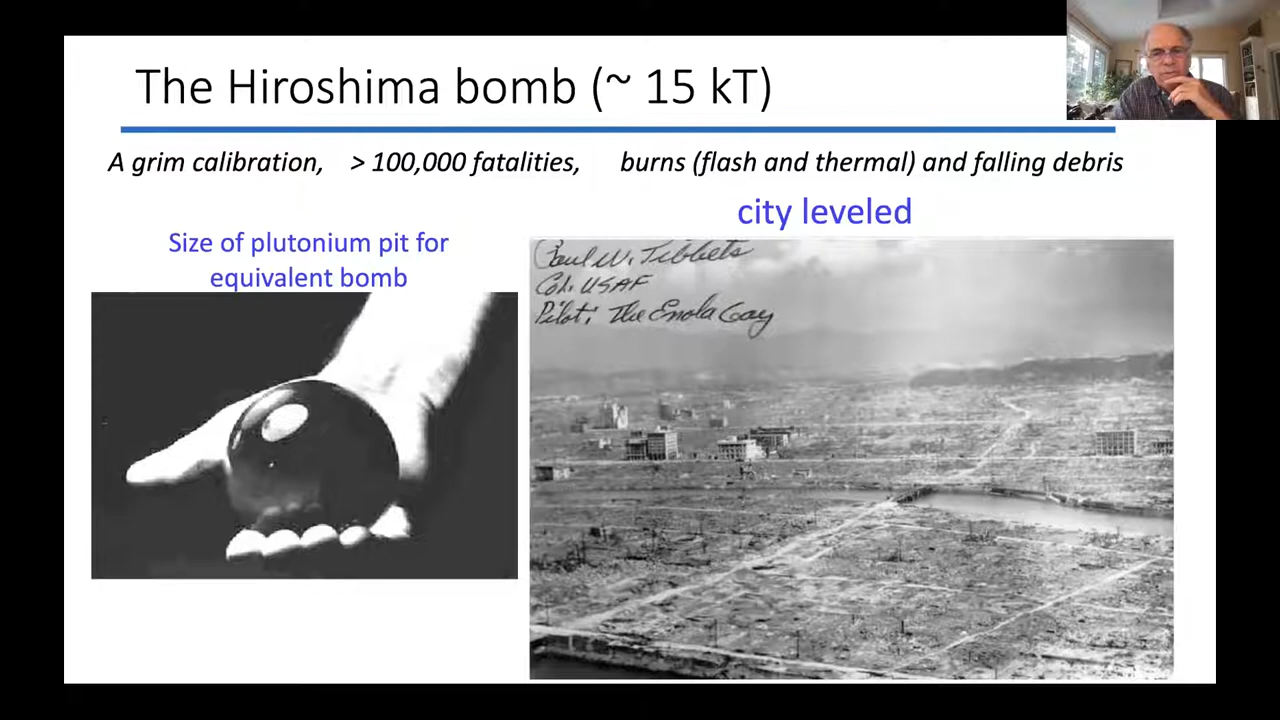 The Hiroshima bomb (~ 15 kT)
A grim calibration, > 100,000 fatalities, burns (flash and thermal) and falling debris
city leveled
Size of plutonium pit for
equivalent bomb
Paul W. Tibbets
Col. USAF
Pilot: The Enola Gay